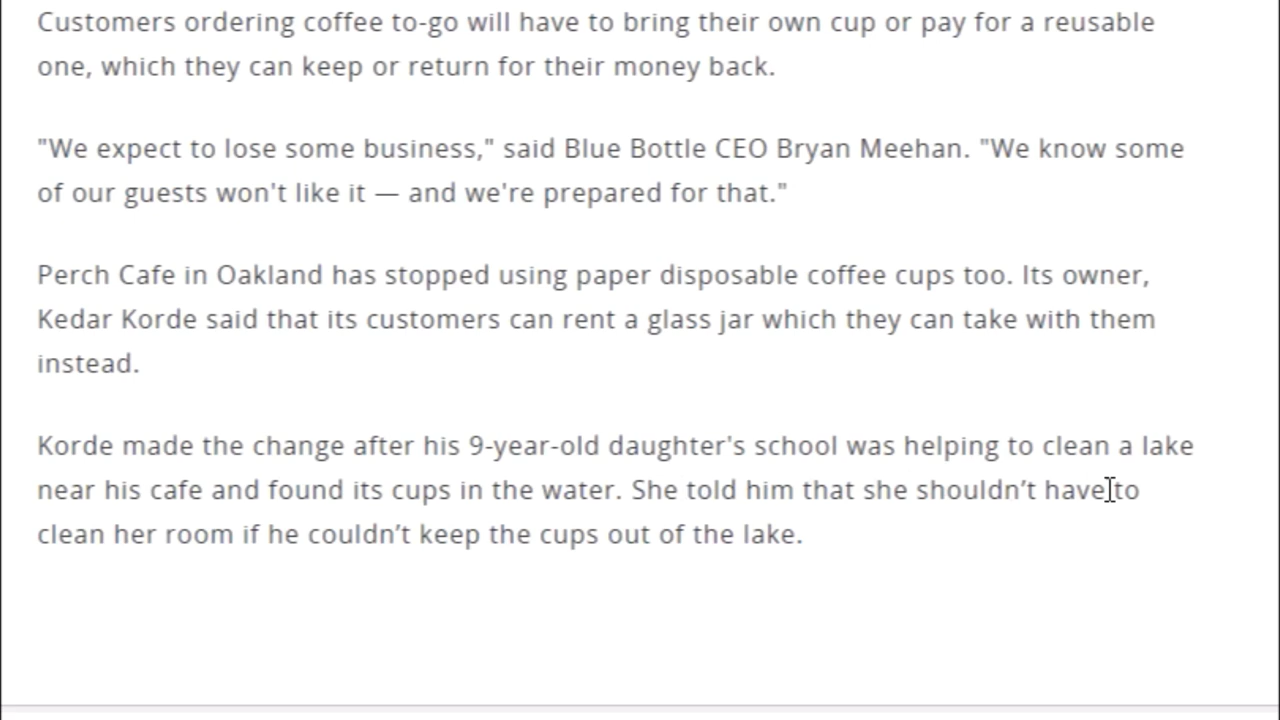 Customers ordering coffee to-go will have to bring their own cup or pay for a reusable
one, which they can keep or return for their money back.
"We expect to lose some business," said Blue Bottle CEO Bryan Meehan. "We know some
of our guests won't like it — and we're prepared for that."
Perch Cafe in Oakland has stopped using paper disposable coffee cups too. Its owner,
Kedar Korde said that its customers can rent a glass jar which they can take with them
instead.
Korde made the change after his 9-year-old daughter's school was helping to clean a lake
near his cafe and found its cups in the water. She told him that she shouldn’t have to
clean her room if he couldn’t keep the cups out of the lake.